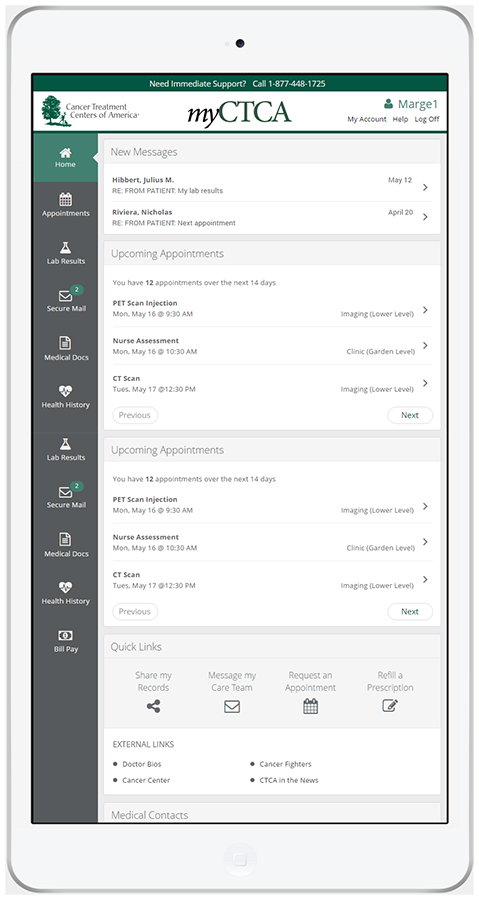 Need Immediate Support? Call 1-877-448-1725
Cancer Treatment
Centers of America
myCTCA
Marge1
My Account Help Log Off
Home
Appointments
Lab Results
2
Secure Mail
Medical Docs
Health History
Lab Results
2
Secure Mail
Medical Docs
Health History
Bill Pay
New Messages
Hibbert, Julius M. May 12
RE: FROM PATIENT: My lab results
Riviera, Nicholas April 20
RE: FROM PATIENT: Next appointment
Upcoming Appointments
You have 12 appointments over the next 14 days
PET Scan Injection
Mon, May 16 @ 9:30 AM Imaging (Lower Level)
Nurse Assessment
Mon, May 16 @ 10:30 AM Clinic (Garden Level)
CT Scan
Tues, May 17 @12:30 PM Imaging (Lower Level)
Previous Next
Upcoming Appointments
You have 12 appointments over the next 14 days
PET Scan Injection
Mon, May 16 @ 9:30 AM Imaging (Lower Level)
Nurse Assessment
Mon, May 16 @ 10:30 AM Clinic (Garden Level)
CT Scan
Tues, May 17 @12:30 PM Imaging (Lower Level)
Previous Next
Quick Links
Share my
Records
Message my
Care Team
Request an
Appointment
Refill a
Prescription
EXTERNAL LINKS
Doctor Bios
Cancer Fighters
Cancer Center
CTCA in the News
Medical Contacts